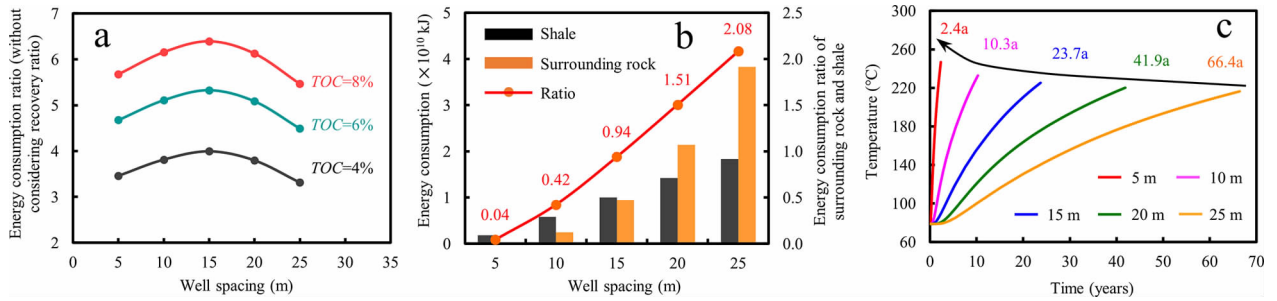 Energy consumption ratio (without
considering recovery ratio)
7
6
5
4
3
2
a
TOC=8%
TOC=6%
TOC=4%
0 5 10 15 20 25 30 35
Well spacing (m)
Energy consumption (×10¹⁰ kJ)
5
4
3
2
1
0
b
Shale
Surrounding rock
Ratio
0.04
0.42
0.94
1.51
2.08
2.5
2.0
1.5
1.0
0.5
0.0
Energy consumption ratio of
surrounding rock and shale
5 10 15 20 25
Well spacing (m)
Temperature (°C)
300
260
220
180
140
100
60
c
2.4a
10.3a
23.7a
41.9a
66.4a
5 m 10 m
15 m 20 m 25 m
0 10 20 30 40 50 60 70
Time (years)